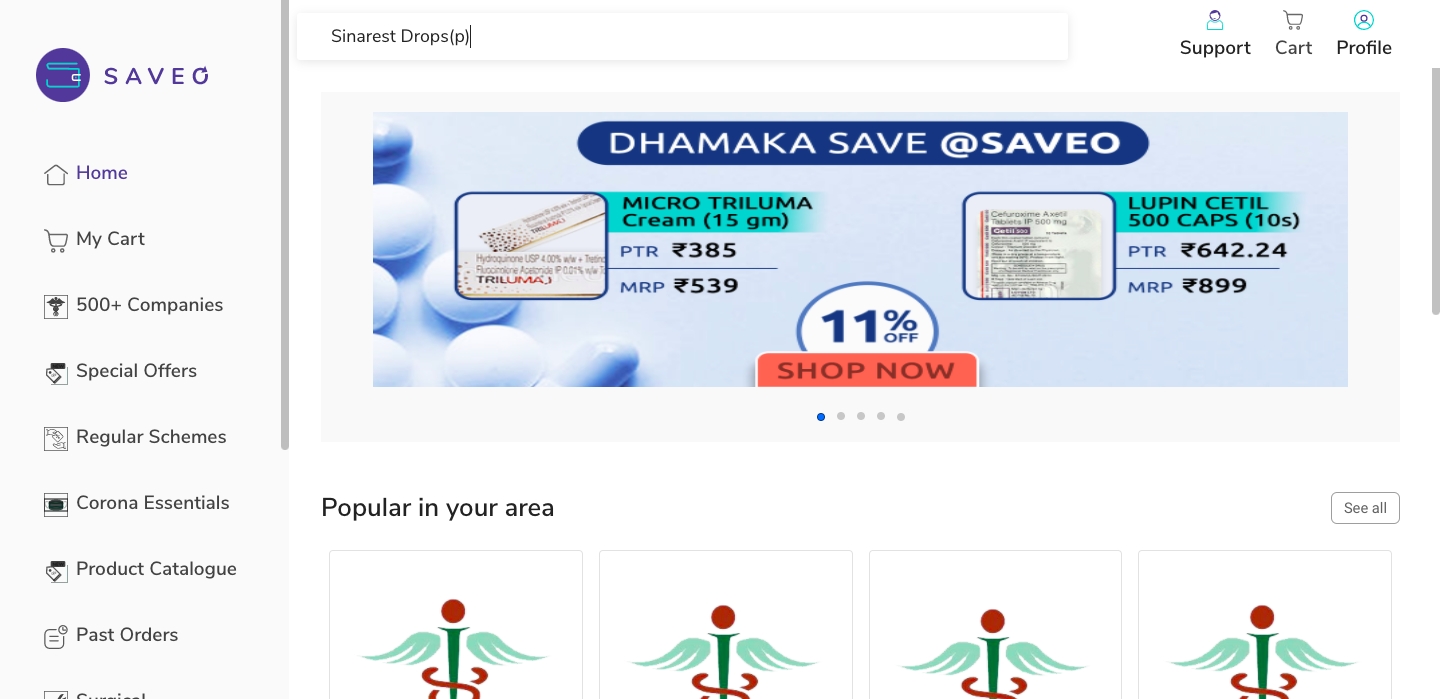 Sinarest Drops(p)
Support
Cart
Profile
SAVEO
Home
My Cart
500+ Companies
Special Offers
Regular Schemes
Corona Essentials
Product Catalogue
Past Orders
Surgical
DHAMAKA SAVE @SAVEO
MICRO TRILUMA
Cream (15 gm)
PTR ₹385
MRP ₹539
LUPIN CETIL
500 CAPS (10s)
PTR ₹642.24
MRP ₹899
TRILUMA
Hydroquinone USP 4.00% w/w + Tretino
Fluocinolone Acetonide IP 0.01% w/w
TRILUMA
Cefuroxime Axetil
Tablets IP 500 mg
Cetil 500
11%
OFF
SHOP NOW
Popular in your area
See all